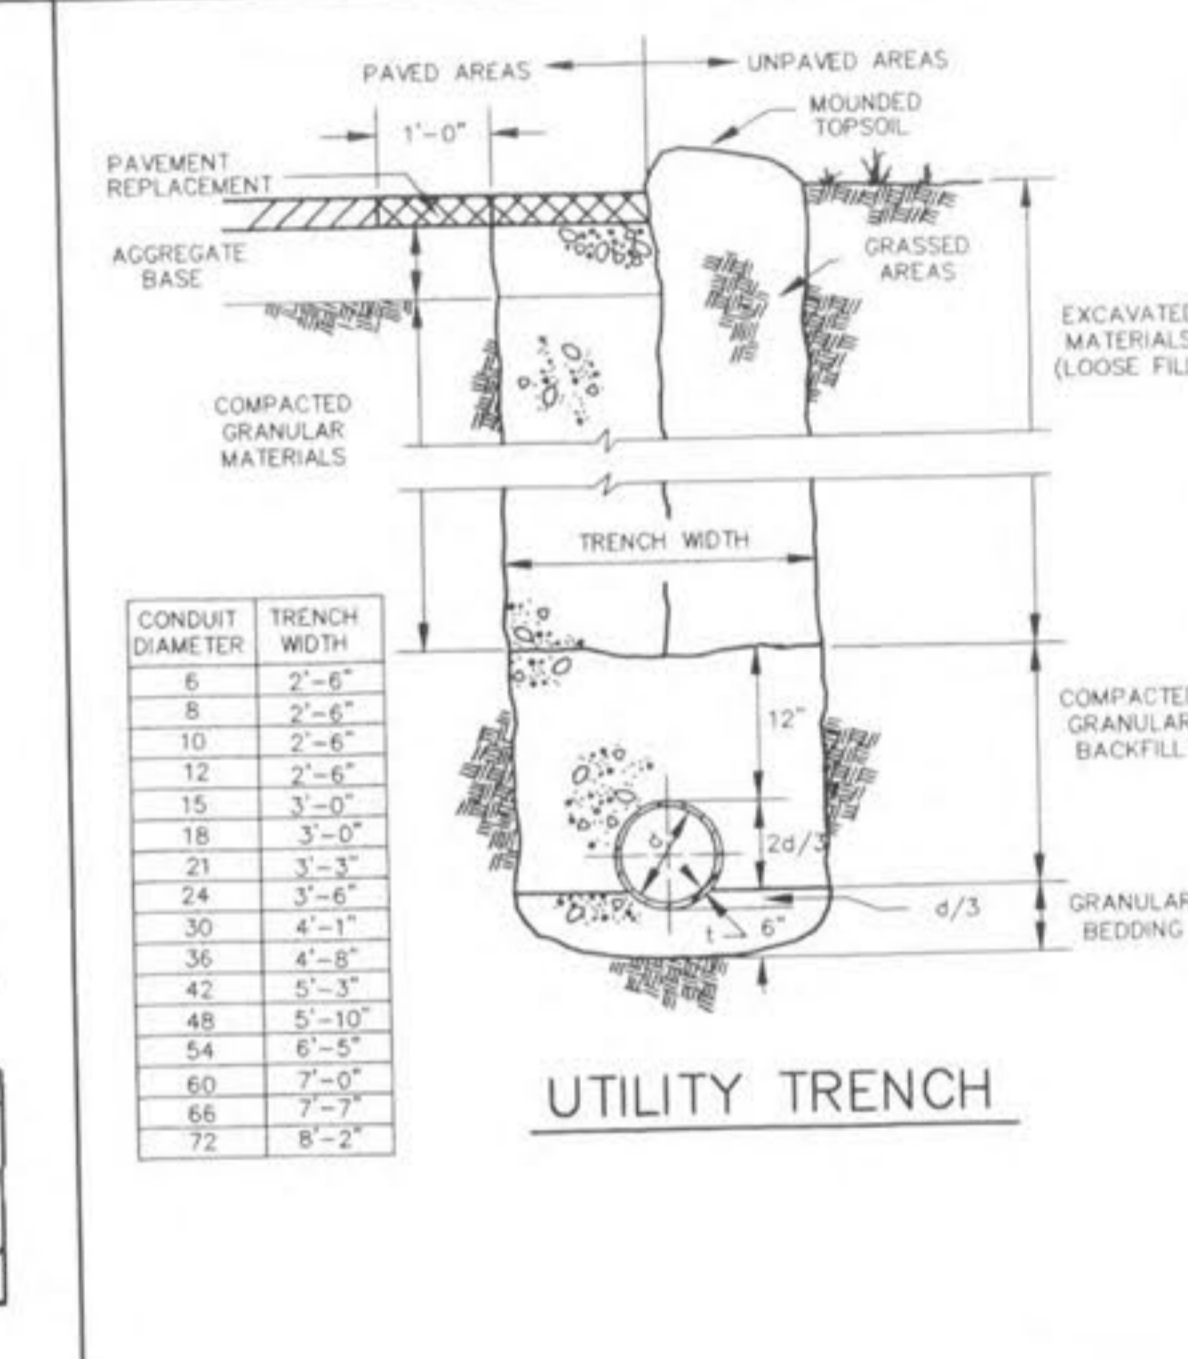 PAVED AREAS
UNPAVED AREAS
MOUNDED
TOPSOIL
1'-0"
PAVEMENT
REPLACEMENT
AGGREGATE
BASE
GRASSED
AREAS
EXCAVATED
MATERIALS
(LOOSE FILL
COMPACTED
GRANULAR
MATERIALS
TRENCH WIDTH
CONDUIT DIAMETER TRENCH WIDTH
6 2'-6"
8 2'-6"
10 2'-6"
12 2'-6"
15 3'-0"
18 3'-0"
21 3'-3"
24 3'-6"
30 4'-1"
36 4'-8"
42 5'-3"
48 5'-10"
54 6'-5"
60 7'-0"
66 7'-7"
72 8'-2"
12"
COMPACTED
GRANULAR
BACKFILL
d
2d/3
d/3
t
6"
GRANULAR
BEDDING
UTILITY TRENCH